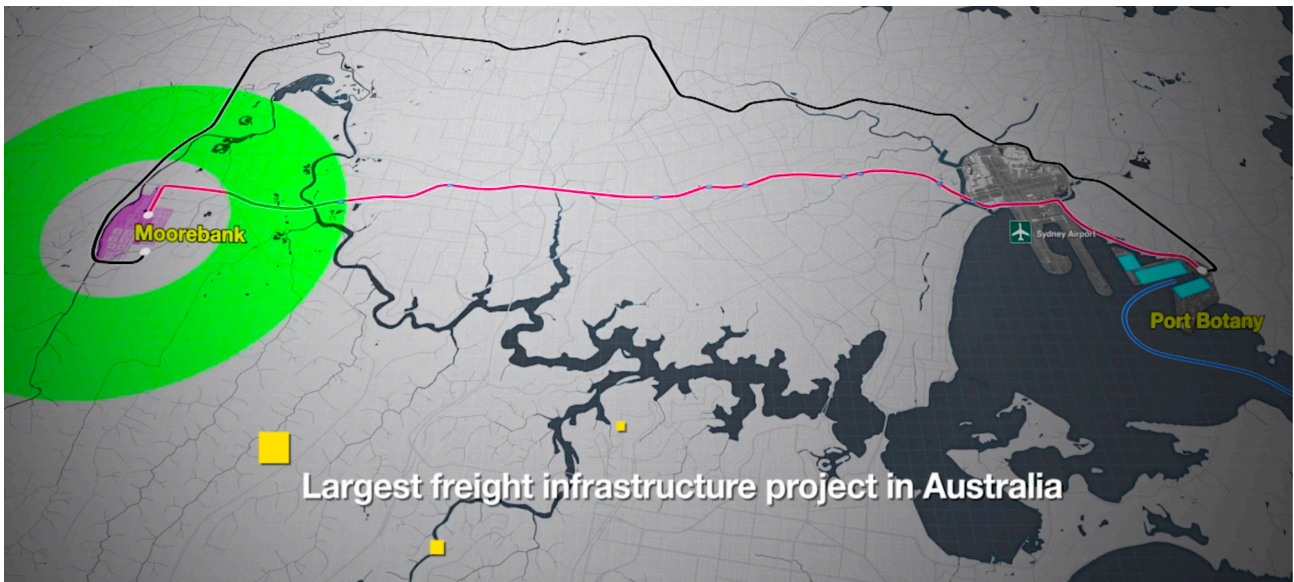 Moorebank
Sydney Airport
Port Botany
Largest freight infrastructure project in Australia